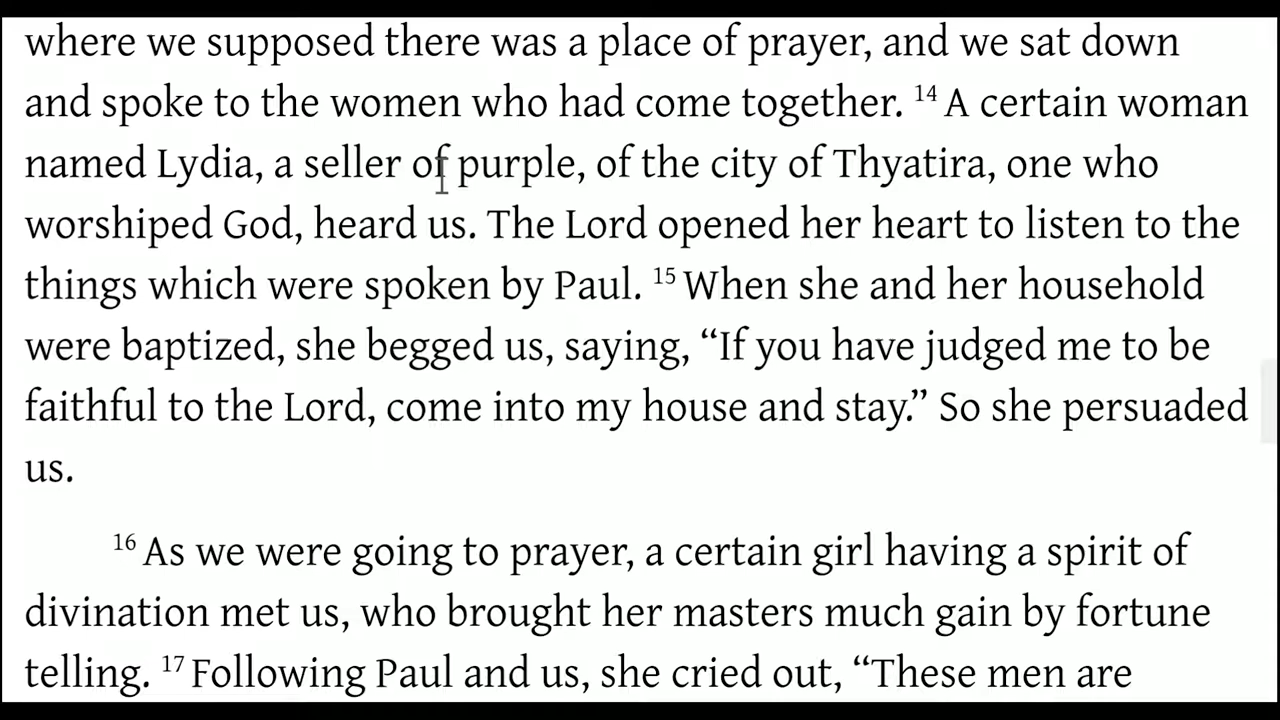 where we supposed there was a place of prayer, and we sat down
and spoke to the women who had come together. 14 A certain woman
named Lydia, a seller of purple, of the city of Thyatira, one who
worshiped God, heard us. The Lord opened her heart to listen to the
things which were spoken by Paul. 15 When she and her household
were baptized, she begged us, saying, “If you have judged me to be
faithful to the Lord, come into my house and stay.” So she persuaded
us.
16 As we were going to prayer, a certain girl having a spirit of
divination met us, who brought her masters much gain by fortune
telling. 17 Following Paul and us, she cried out, “These men are